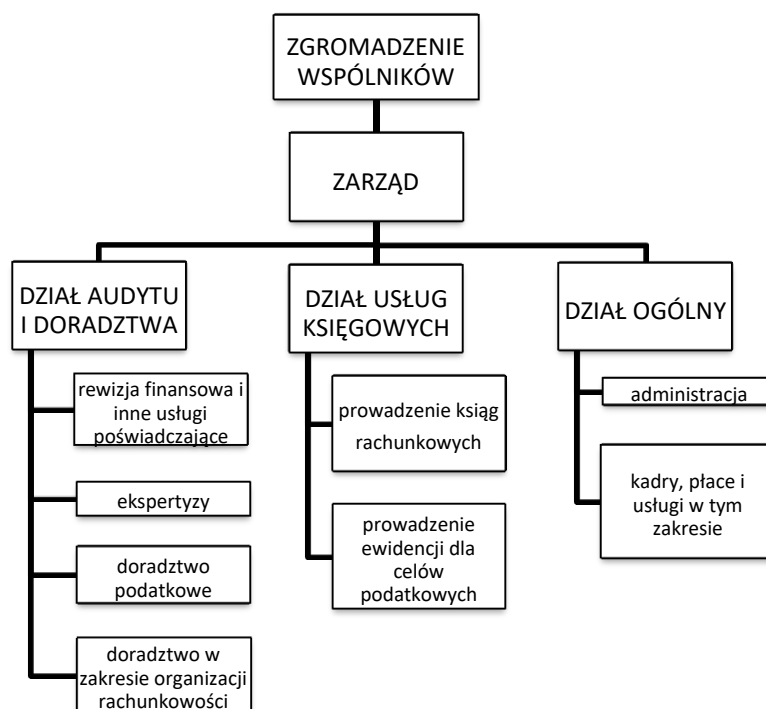 ZGROMADZENIE
WSPÓLNIKÓW
ZARZĄD
DZIAŁ AUDYTU
I DORADZTWA
rewizja finansowa i
inne usługi
poświadczające
ekspertyzy
doradztwo
podatkowe
doradztwo w
zakresie organizacji
rachunkowości
DZIAŁ USŁUG
KSIĘGOWYCH
prowadzenie ksiąg
rachunkowych
prowadzenie
ewidencji dla
celów
podatkowych
DZIAŁ OGÓLNY
administracja
kadry, płace i
usługi w tym
zakresie